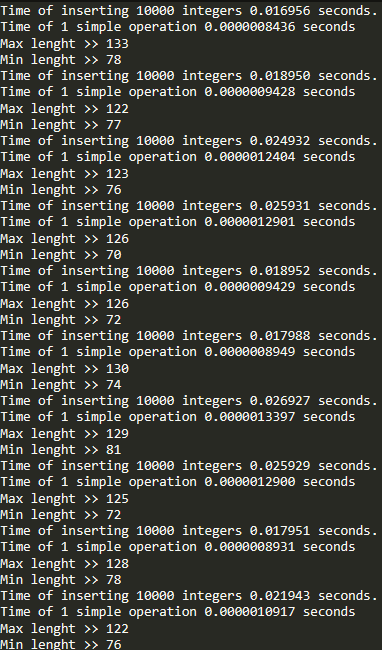 Time of inserting 10000 integers 0.016956 seconds.
Time of 1 simple operation 0.0000008436 seconds
Max lenght >> 133
Min lenght >> 78
Time of inserting 10000 integers 0.018950 seconds.
Time of 1 simple operation 0.0000009428 seconds
Max lenght >> 122
Min lenght >> 77
Time of inserting 10000 integers 0.024932 seconds.
Time of 1 simple operation 0.0000012404 seconds
Max lenght >> 123
Min lenght >> 76
Time of inserting 10000 integers 0.025931 seconds.
Time of 1 simple operation 0.0000012901 seconds
Max lenght >> 126
Min lenght >> 70
Time of inserting 10000 integers 0.018952 seconds.
Time of 1 simple operation 0.0000009429 seconds
Max lenght >> 126
Min lenght >> 72
Time of inserting 10000 integers 0.017988 seconds.
Time of 1 simple operation 0.0000008949 seconds
Max lenght >> 130
Min lenght >> 74
Time of inserting 10000 integers 0.026927 seconds.
Time of 1 simple operation 0.0000013397 seconds
Max lenght >> 129
Min lenght >> 81
Time of inserting 10000 integers 0.025929 seconds.
Time of 1 simple operation 0.0000012900 seconds
Max lenght >> 125
Min lenght >> 72
Time of inserting 10000 integers 0.017951 seconds.
Time of 1 simple operation 0.0000008931 seconds
Max lenght >> 128
Min lenght >> 78
Time of inserting 10000 integers 0.021943 seconds.
Time of 1 simple operation 0.0000010917 seconds
Max lenght >> 122
Min lenght >> 76